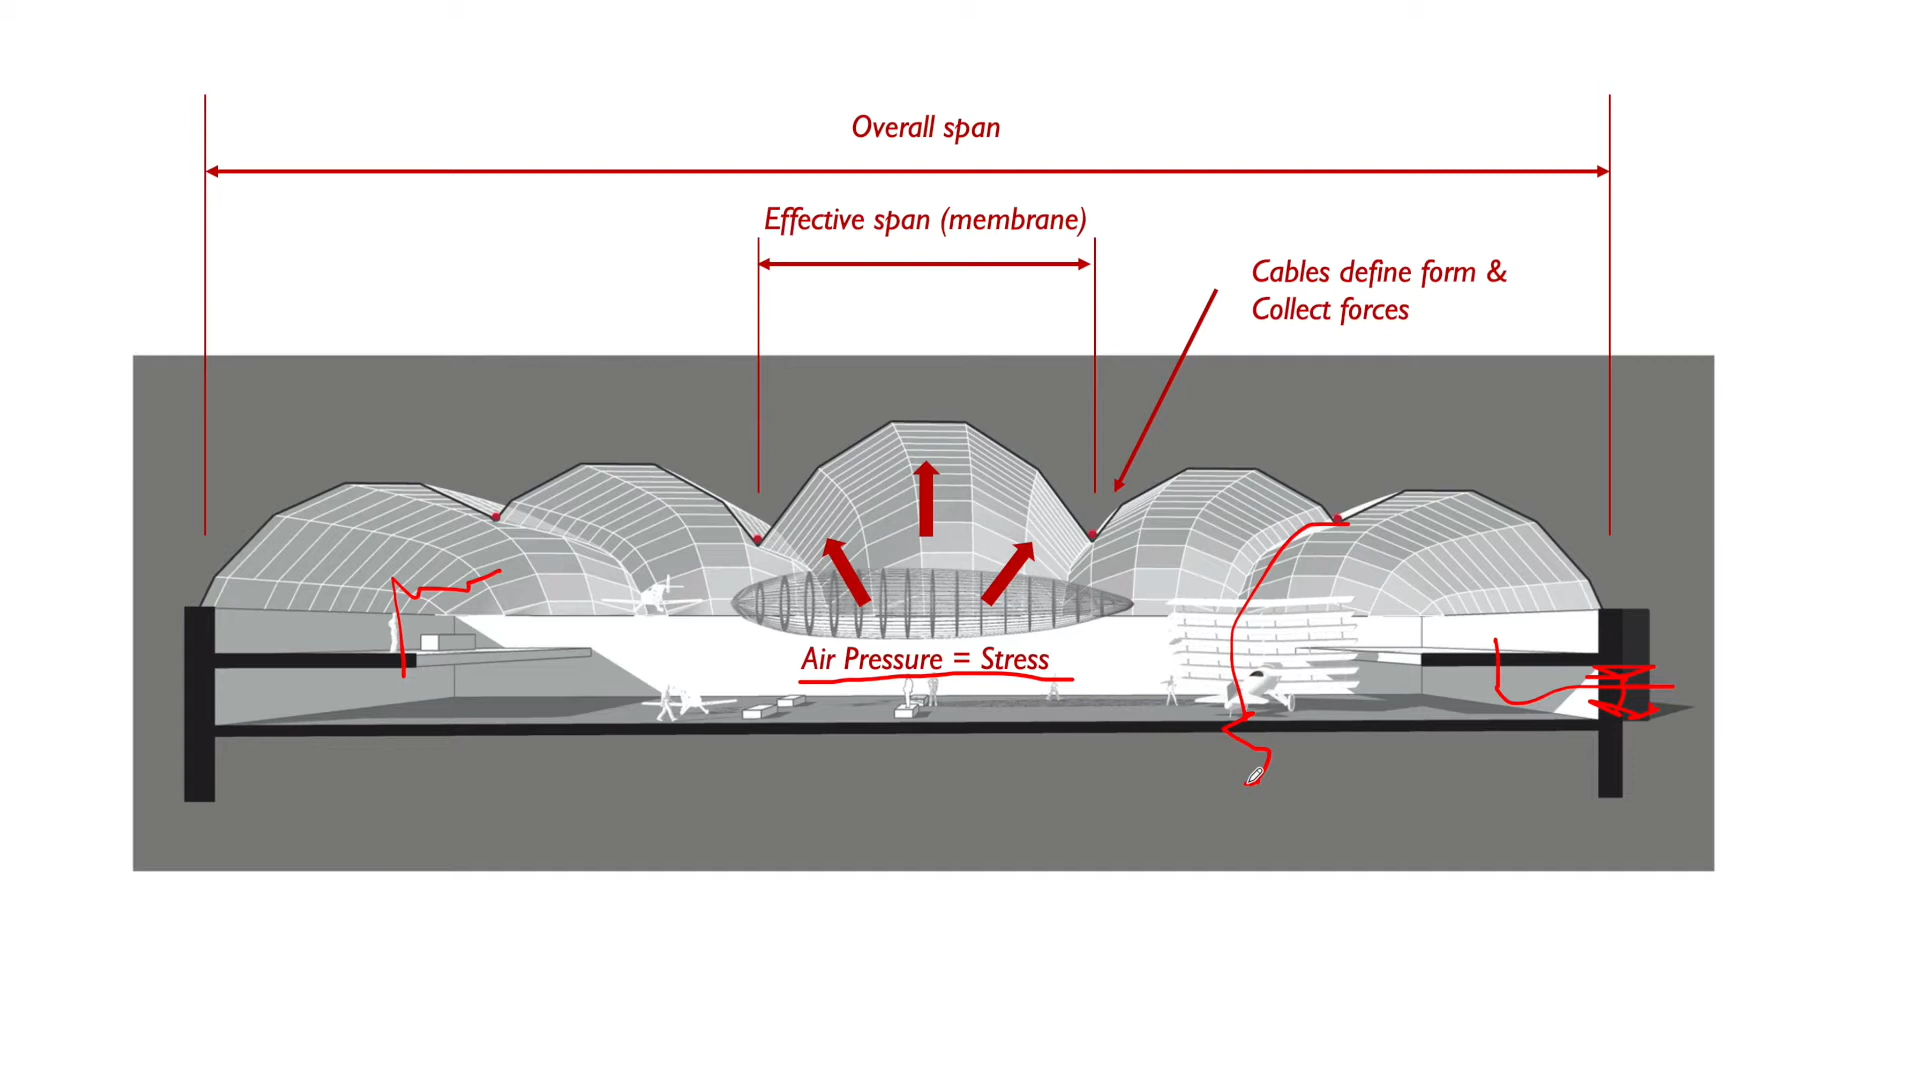 Overall span
Effective span (membrane)
Cables define form &
Collect forces
Air Pressure = Stress